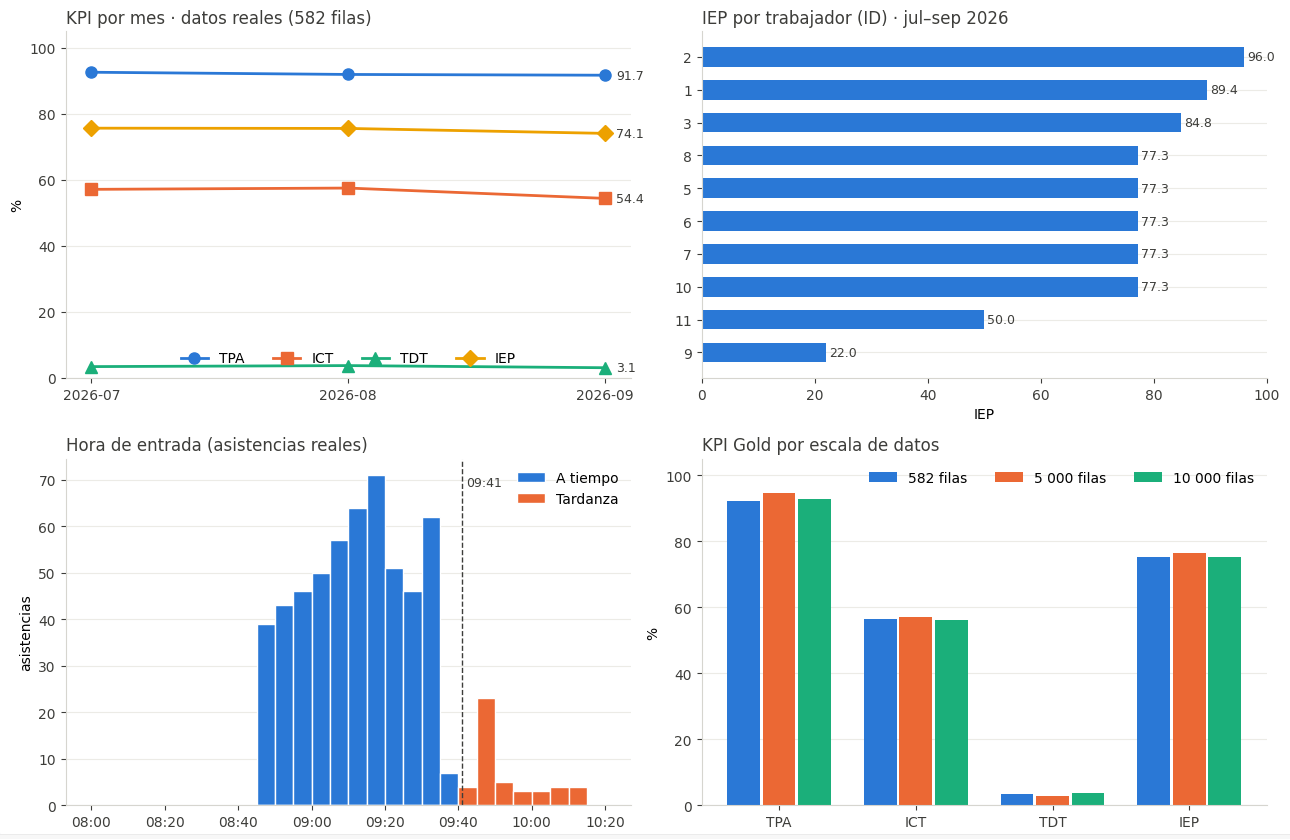 KPI por mes · datos reales (582 filas)
100
80
60
40
20
0
%
91.7
74.1
54.4
3.1
TPA ICT TDT IEP
2026-07 2026-08 2026-09
IEP por trabajador (ID) · jul–sep 2026
2 96.0
1 89.4
3 84.8
8 77.3
5 77.3
6 77.3
7 77.3
10 77.3
11 50.0
9 22.0
0 20 40 60 80 100
IEP
Hora de entrada (asistencias reales)
70
60
50
40
30
20
10
0
asistencias
09:41
A tiempo
Tardanza
08:00 08:20 08:40 09:00 09:20 09:40 10:00 10:20
KPI Gold por escala de datos
582 filas 5 000 filas 10 000 filas
100
80
60
40
20
0
%
TPA ICT TDT IEP